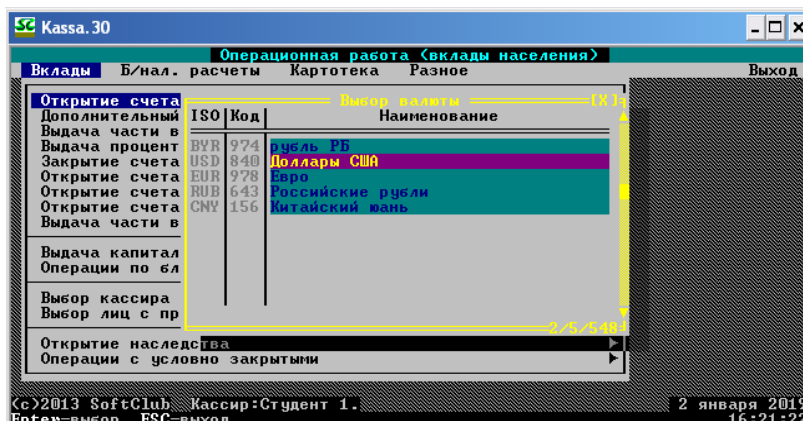 SC Kassa.30
Операционная работа (вклады населения)
Вклады Б/нал. расчеты Картотека Разное Выход
Открытие счета
Дополнительный
Выдача части в
Выдача процент
Закрытие счета
Открытие счета
Открытие счета
Открытие счета
Выдача части в
Выдача капитал
Операции по бл
Выбор кассира
Выбор лиц с пр
Открытие наследства
Операции с условно закрытыми
Выбор валюты [X]
ISO Код Наименование
BYR 974 рубль РБ
USD 840 Доллары США
EUR 978 Евро
RUB 643 Российские рубли
CNY 156 Китайский юань
2/5/548
(c)2013 SoftClub Кассир:Студент 1. 2 января 2019
Enter-выбор ESC-выход 16:21:22